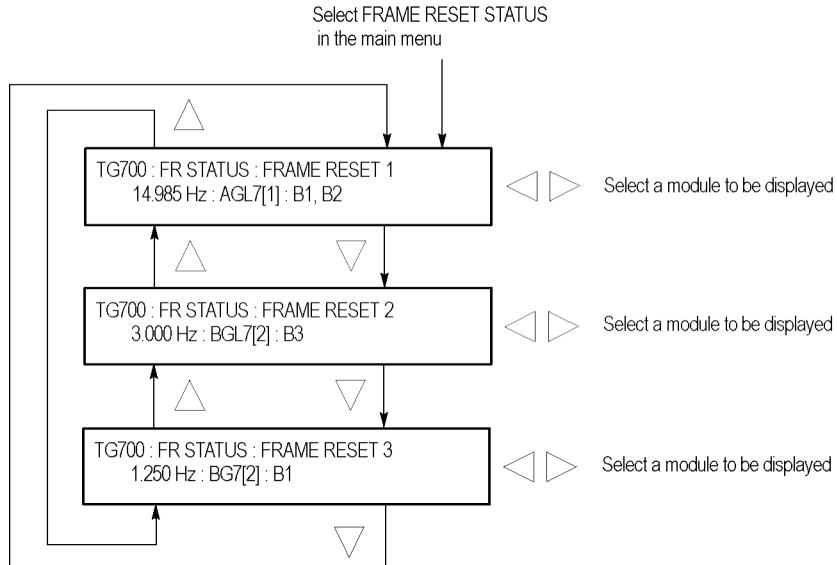 Select FRAME RESET STATUS
in the main menu
TG700 : FR STATUS : FRAME RESET 1
14.985 Hz : AGL7[1] : B1, B2
Select a module to be displayed
TG700 : FR STATUS : FRAME RESET 2
3.000 Hz : BGL7[2] : B3
Select a module to be displayed
TG700 : FR STATUS : FRAME RESET 3
1.250 Hz : BG7[2] : B1
Select a module to be displayed